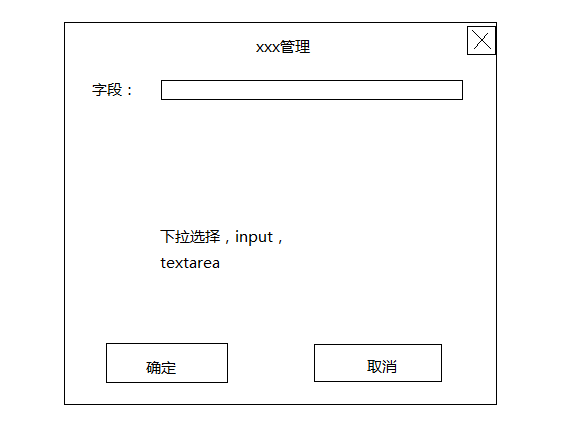 xxx管理
字段：
下拉选择，input，
textarea
确定
取消